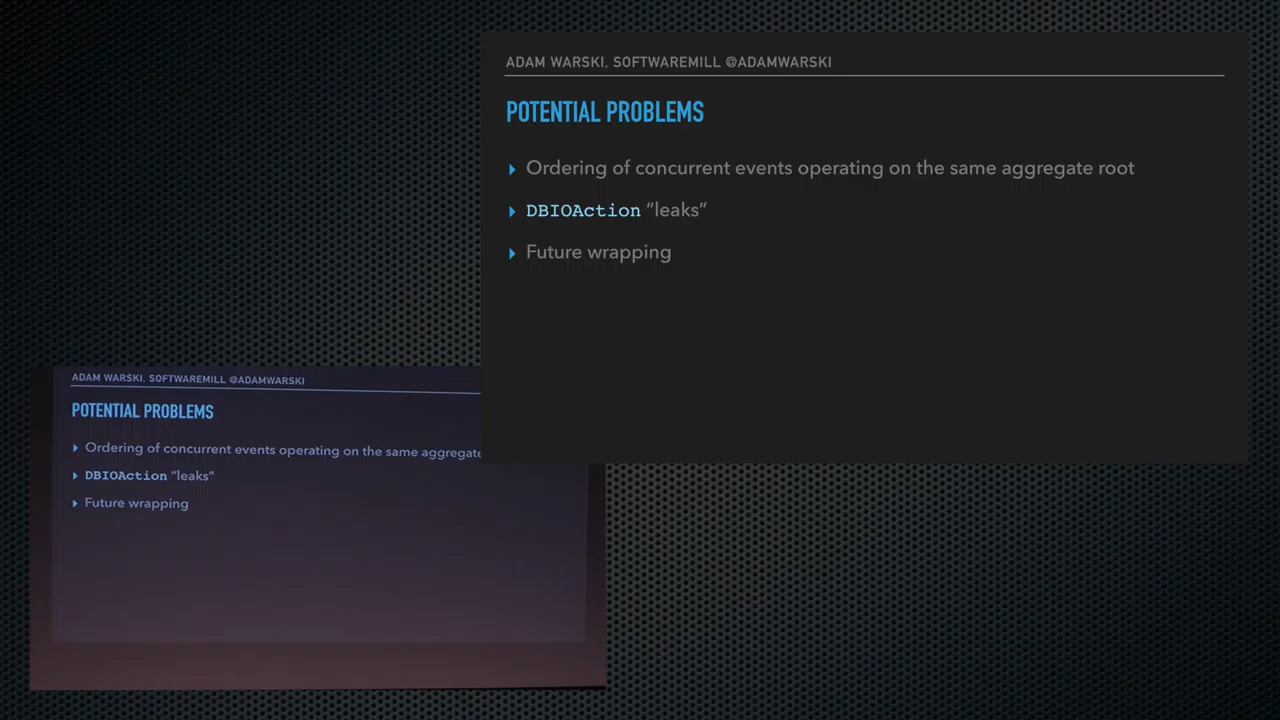 ADAM WARSKI, SOFTWAREMILL @ADAMWARSKI
POTENTIAL PROBLEMS
Ordering of concurrent events operating on the same aggregate root
DBIOAction “leaks”
Future wrapping
ADAM WARSKI, SOFTWAREMILL @ADAMWARSKI
POTENTIAL PROBLEMS
Ordering of concurrent events operating on the same aggregate
DBIOAction “leaks”
Future wrapping